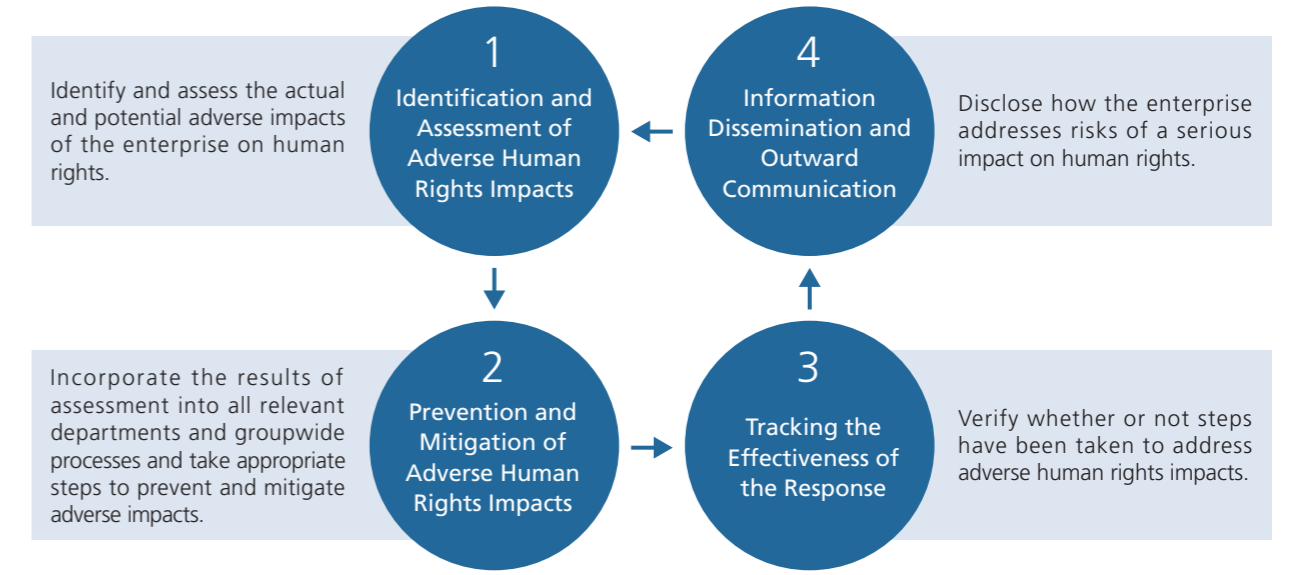 Identify and assess the actual
and potential adverse impacts
of the enterprise on human
rights.
1
Identification and
Assessment of
Adverse Human
Rights Impacts
4
Information
Dissemination and
Outward
Communication
Disclose how the enterprise
addresses risks of a serious
impact on human rights.
Incorporate the results of
assessment into all relevant
departments and groupwide
processes and take appropriate
steps to prevent and mitigate
adverse impacts.
2
Prevention and
Mitigation of
Adverse Human
Rights Impacts
3
Tracking the
Effectiveness of
the Response
Verify whether or not steps
have been taken to address
adverse human rights impacts.